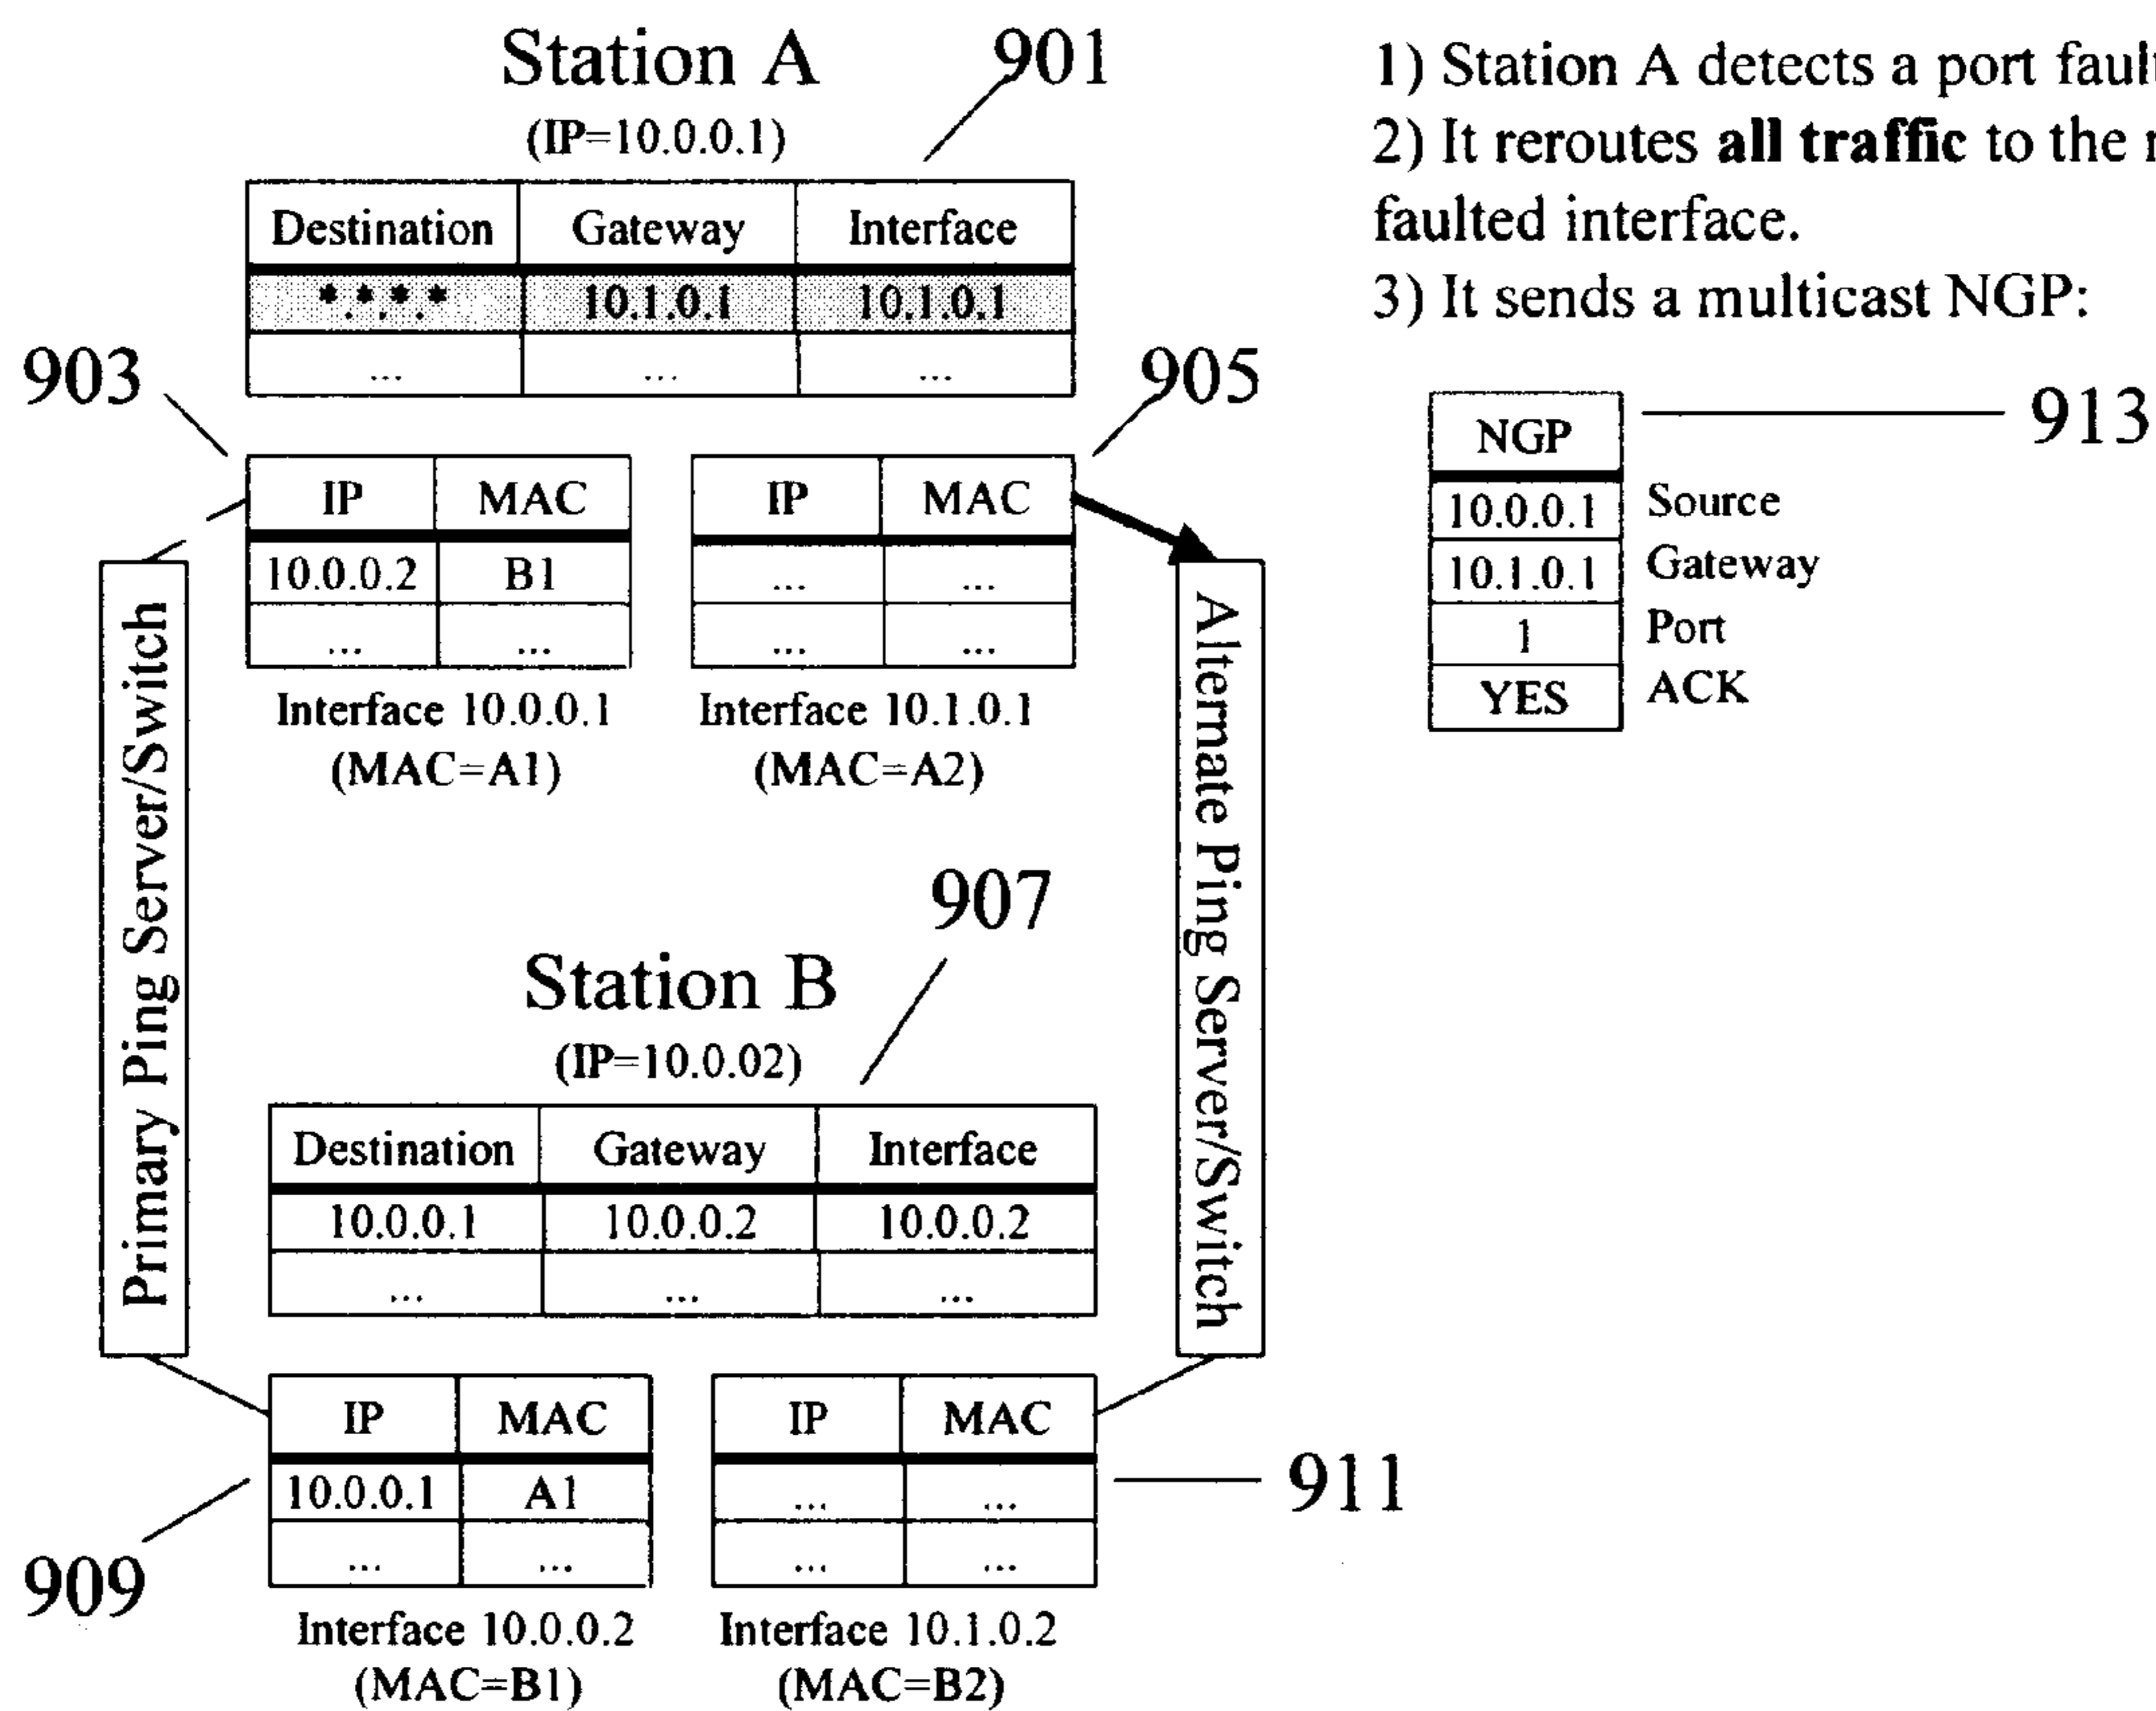 Station A
901
(IP=10.0.0.1)
Destination Gateway Interface
*.*.*.* 10.1.0.1 10.1.0.1
... ... ...
903
905
IP MAC
10.0.0.2 B1
... ...
Interface 10.0.0.1
(MAC=A1)
IP MAC
... ...
... ...
Interface 10.1.0.1
(MAC=A2)
Primary Ping Server/Switch
Alternate Ping Server/Switch
907
Station B
(IP=10.0.02)
Destination Gateway Interface
10.0.0.1 10.0.0.2 10.0.0.2
... ... ...
IP MAC
10.0.0.1 A1
... ...
909
Interface 10.0.0.2
(MAC=B1)
IP MAC
... ...
... ...
911
Interface 10.1.0.2
(MAC=B2)
1) Station A detects a port fault
2) It reroutes all traffic to the
faulted interface.
3) It sends a multicast NGP:
913
NGP
10.0.0.1 Source
10.1.0.1 Gateway
1 Port
YES ACK